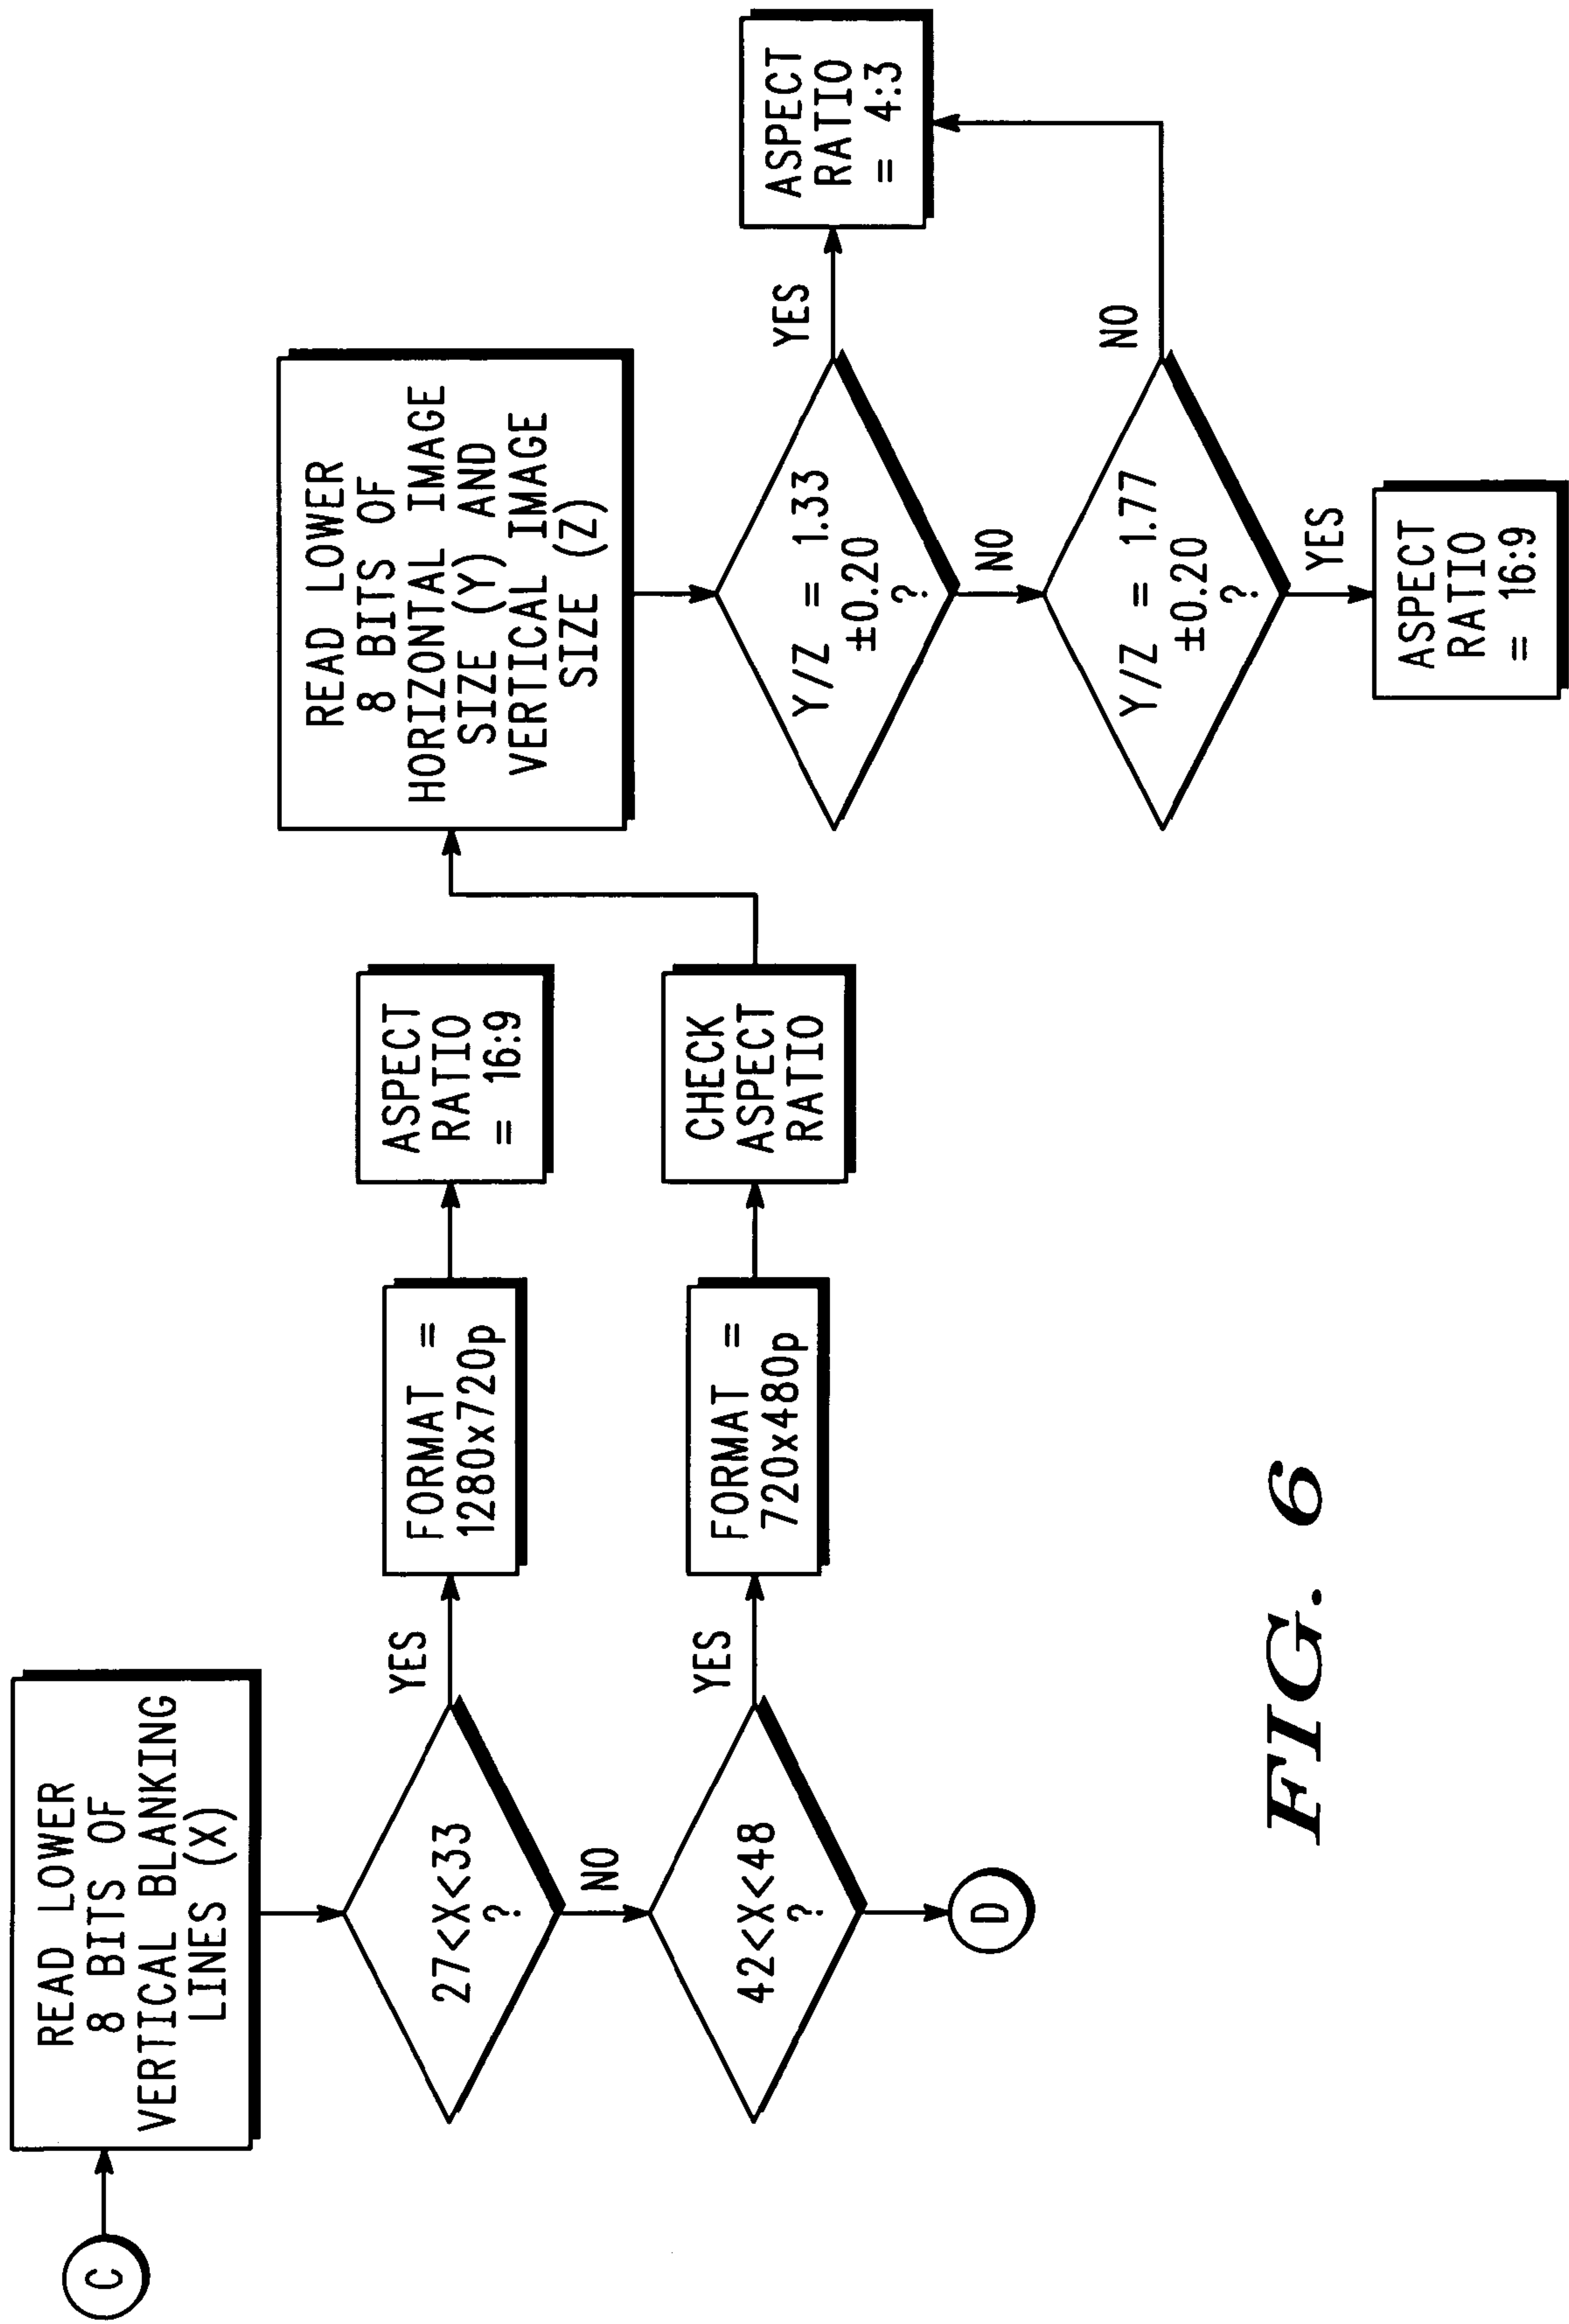 C
READ LOWER
8 BITS OF
VERTICAL BLANKING
LINES (X)
27<X<33
?
YES
FORMAT =
1280x720p
ASPECT
RATIO
= 16:9
NO
42<X<48
?
YES
FORMAT =
720x480p
CHECK
ASPECT
RATIO
D
READ LOWER
8 BITS OF
HORIZONTAL IMAGE
SIZE (Y) AND
VERTICAL IMAGE
SIZE (Z)
Y/Z = 1.33
±0.20
?
YES
ASPECT
RATIO
= 4:3
NO
Y/Z = 1.77
±0.20
?
NO
YES
ASPECT
RATIO
= 16:9
FIG. 6